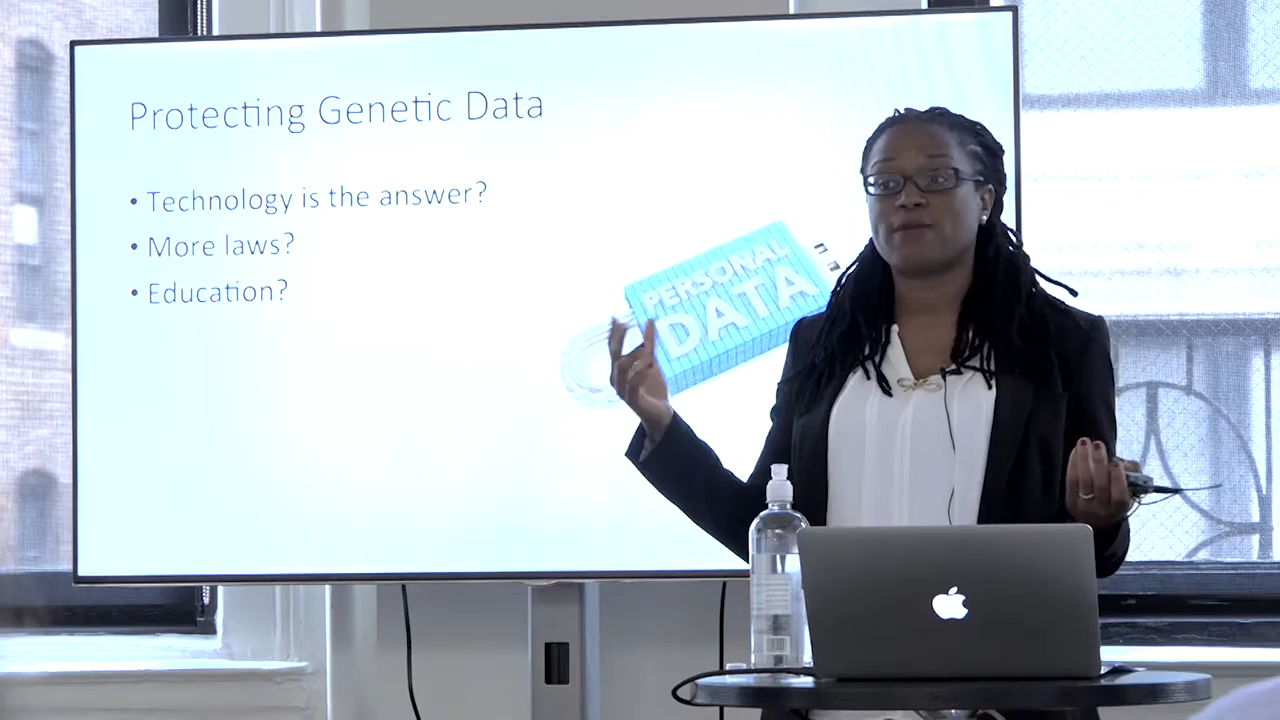 Protecting Genetic Data
• Technology is the answer?
• More laws?
• Education?
PERSONAL
DATA